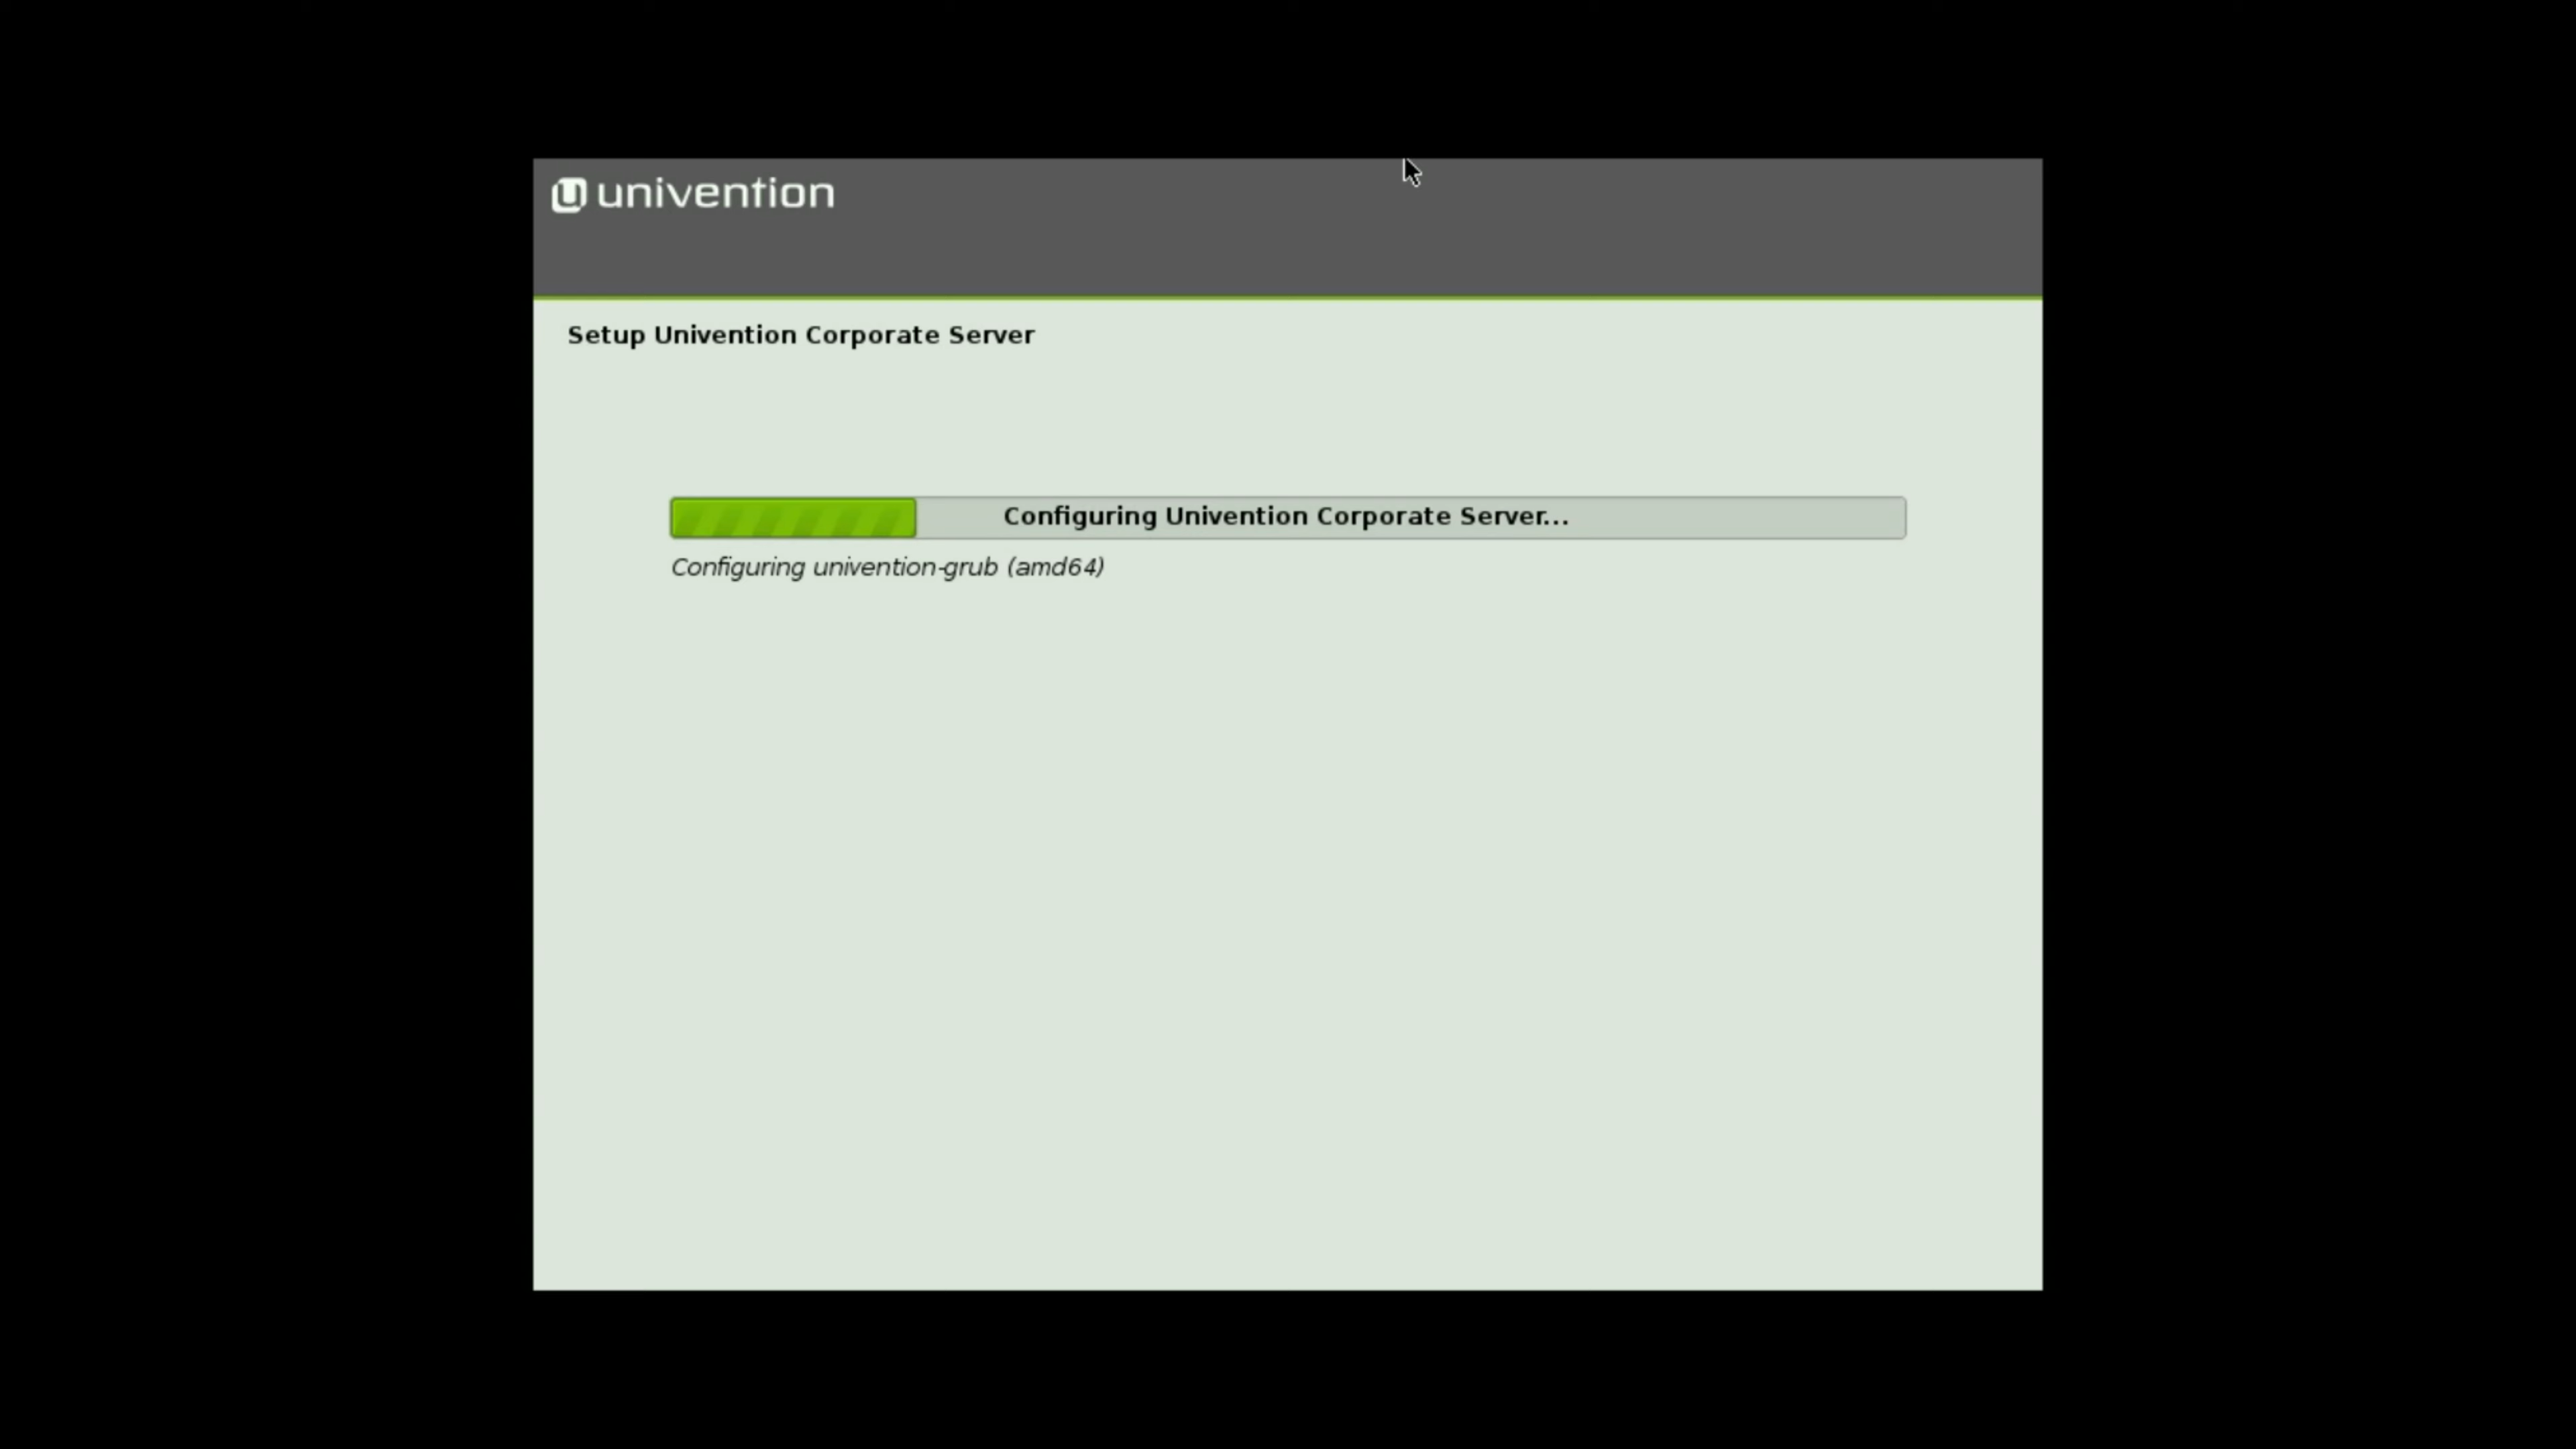 univention
Setup Univention Corporate Server
Configuring Univention Corporate Server...
Configuring univention-grub (amd64)